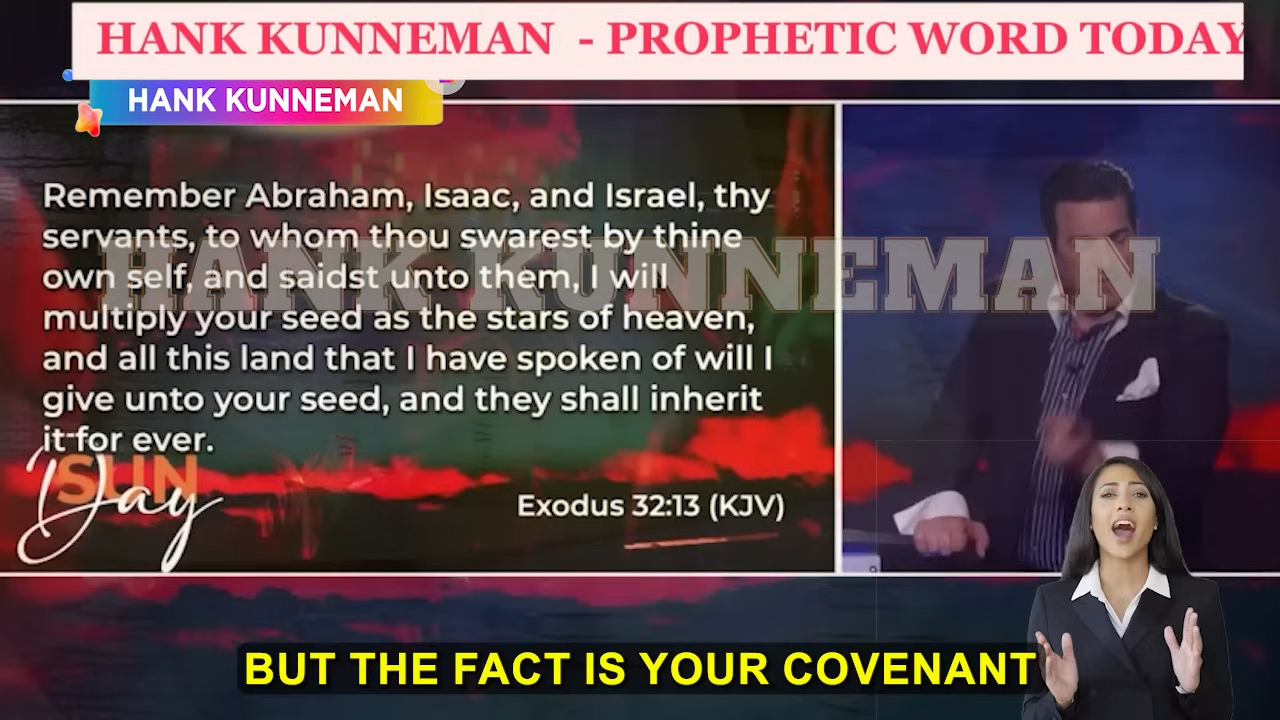 HANK KUNNEMAN - PROPHETIC WORD TODAY
HANK KUNNEMAN
Remember Abraham, Isaac, and Israel, thy
servants, to whom thou swarest by thine
own self, and saidst unto them, I will
multiply your seed as the stars of heaven,
and all this land that I have spoken of will I
give unto your seed, and they shall inherit
it for ever.
HANK KUNNEMAN
SUN
Day
Exodus 32:13 (KJV)
BUT THE FACT IS YOUR COVENANT